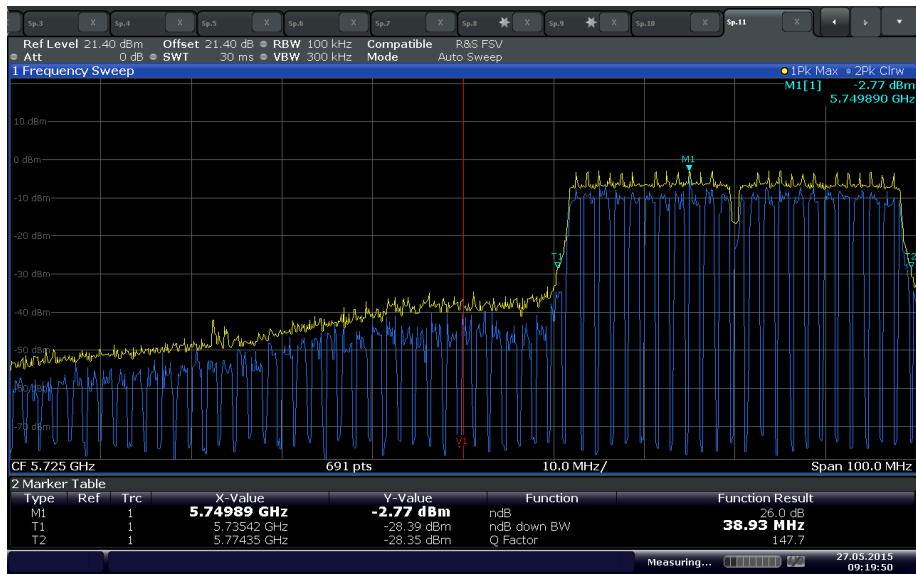 Sp.3 X Sp.4 X Sp.5 X Sp.6 X Sp.7 X Sp.8 X Sp.9 X Sp.10 X Sp.11 X
Ref Level 21.40 dBm Offset 21.40 dB RBW 100 kHz Compatible R&S FSV
Att 0 dB SWT 30 ms VBW 300 kHz Mode Auto Sweep
1 Frequency Sweep 1Pk Max 2Pk Clrw
M1[1] -2.77 dBm
5.749890 GHz
10 dBm
0 dBm
M1
-10 dBm
-20 dBm
T1 T2
-30 dBm
-40 dBm
-50 dBm
-60 dBm
-70 dBm
V1
CF 5.725 GHz 691 pts 10.0 MHz/ Span 100.0 MHz
2 Marker Table
Type Ref Trc X-Value Y-Value Function Function Result
M1 1 5.74989 GHz -2.77 dBm ndB 26.0 dB
T1 1 5.73542 GHz -28.39 dBm ndB down BW 38.93 MHz
T2 1 5.77435 GHz -28.35 dBm Q Factor 147.7
Measuring... 27.05.2015
09:19:50